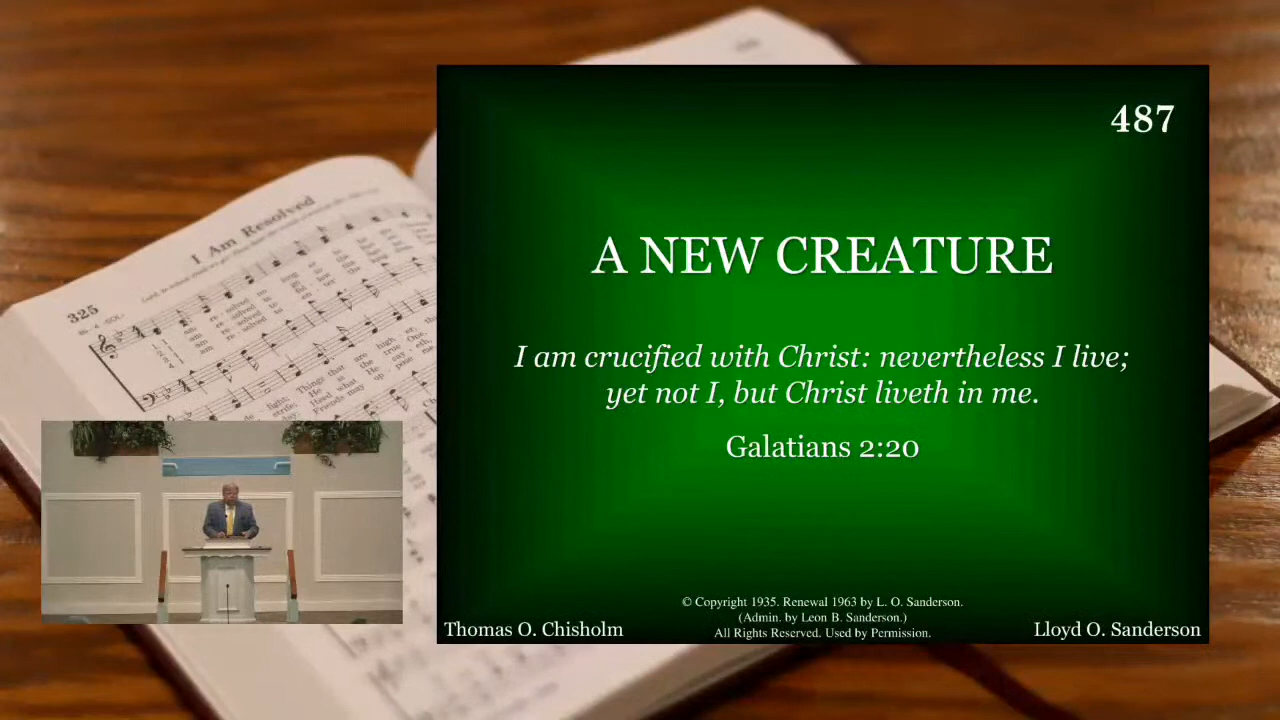 487
A NEW CREATURE
I am crucified with Christ: nevertheless I live;
yet not I, but Christ liveth in me.
Galatians 2:20
© Copyright 1935. Renewal 1963 by L. O. Sanderson.
(Admin. by Leon B. Sanderson.)
All Rights Reserved. Used by Permission.
Thomas O. Chisholm
Lloyd O. Sanderson
I Am Resolved
325